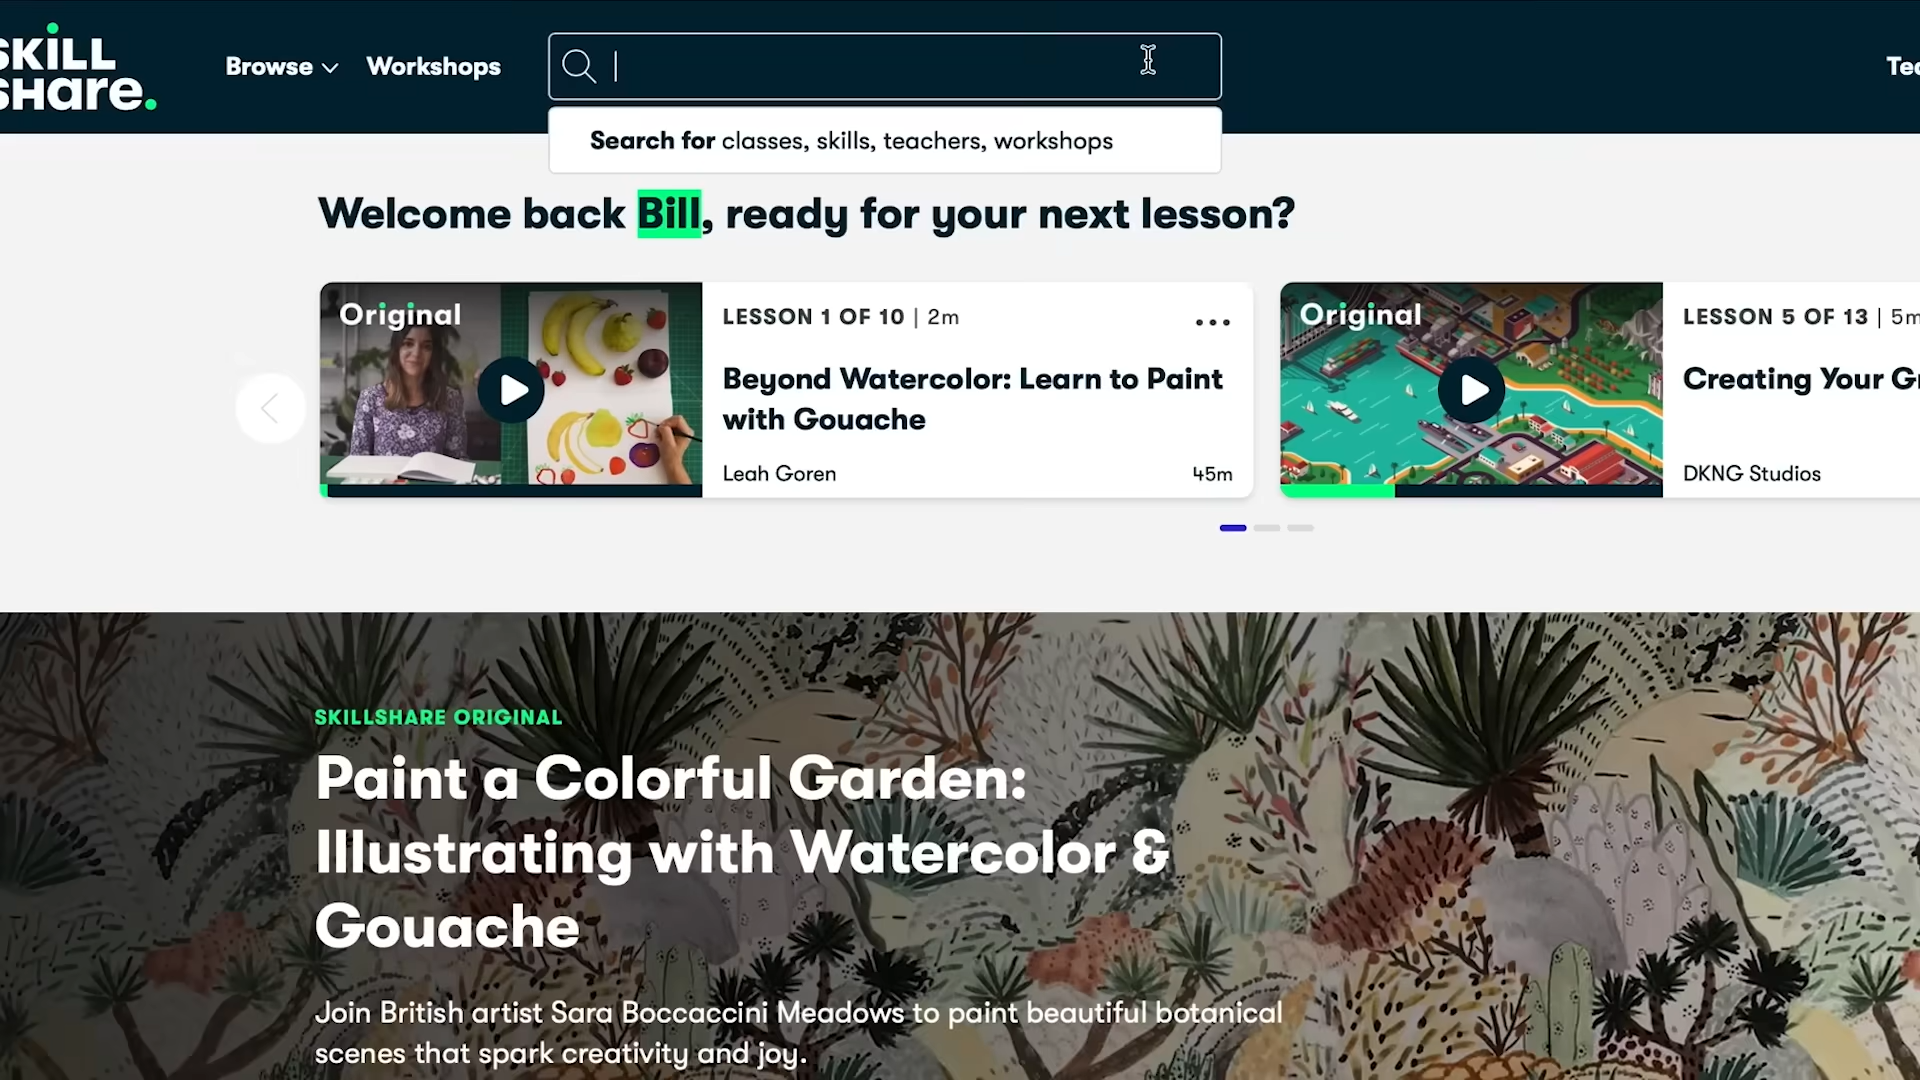 SKILL
SHare.
Browse
Workshops
Search for classes, skills, teachers, workshops
Welcome back Bill, ready for your next lesson?
Original
LESSON 1 OF 10 | 2m
Beyond Watercolor: Learn to Paint
with Gouache
Leah Goren
45m
Original
LESSON 5 OF 13 | 5m
Creating Your
DKNG Studios
SKILLSHARE ORIGINAL
Paint a Colorful Garden:
Illustrating with Watercolor &
Gouache
Join British artist Sara Boccaccini Meadows to paint beautiful botanical
scenes that spark creativity and joy.